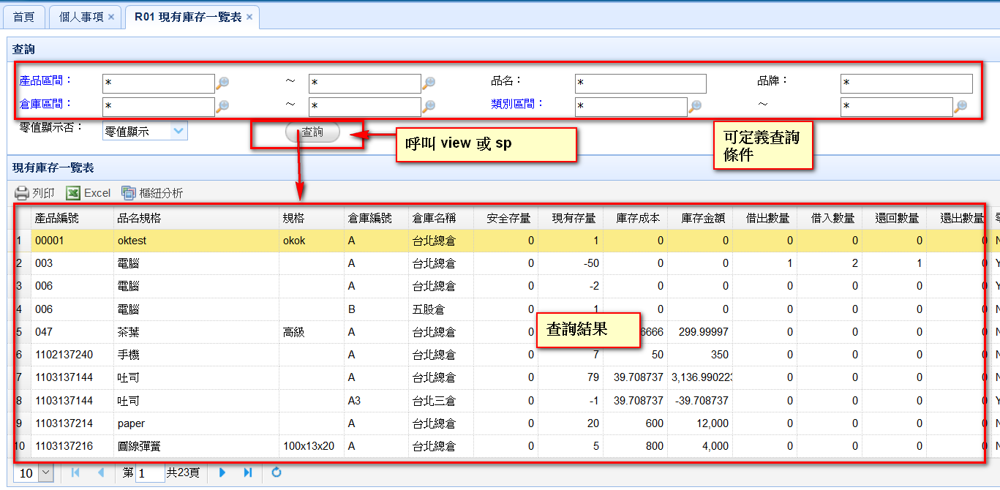 首頁 個人事項 × R01 現有庫存一覽表 ×
查詢
產品區間： * ～ * 品名： * 品牌： *
倉庫區間： * ～ * 類別區間： * ～ *
零值顯示否： 零值顯示 查詢
呼叫 view 或 sp
可定義查詢
條件
現有庫存一覽表
列印 Excel 樞紐分析
產品編號 品名規格 規格 倉庫編號 倉庫名稱 安全存量 現有存量 庫存成本 庫存金額 借出數量 借入數量 還回數量 還出數量
1 00001 oktest okok A 台北總倉 0 1 0 0 0 0 0 0 N
2 003 電腦 A 台北總倉 0 -50 0 0 1 2 1 0 Y
3 006 電腦 A 台北總倉 0 -2 0 0 0 0 0 0 Y
4 006 電腦 B 五股倉 0 1 0 0 0 0 0 0 N
5 047 茶葉 高級 A 台北總倉 0 6666 299.99997 0 0 0 0 N
查詢結果
6 1102137240 手機 A 台北總倉 0 7 50 350 0 0 0 0 N
7 1103137144 吐司 A 台北總倉 0 79 39.708737 3,136.99022 0 0 0 0 N
8 1103137144 吐司 A3 台北三倉 0 -1 39.708737 -39.708737 0 0 0 0 Y
9 1103137214 paper A 台北總倉 0 20 600 12,000 0 0 0 0 N
10 1103137216 圓線彈簧 100x13x20 A 台北總倉 0 5 800 4,000 0 0 0 0 N
10 第 1 共23頁